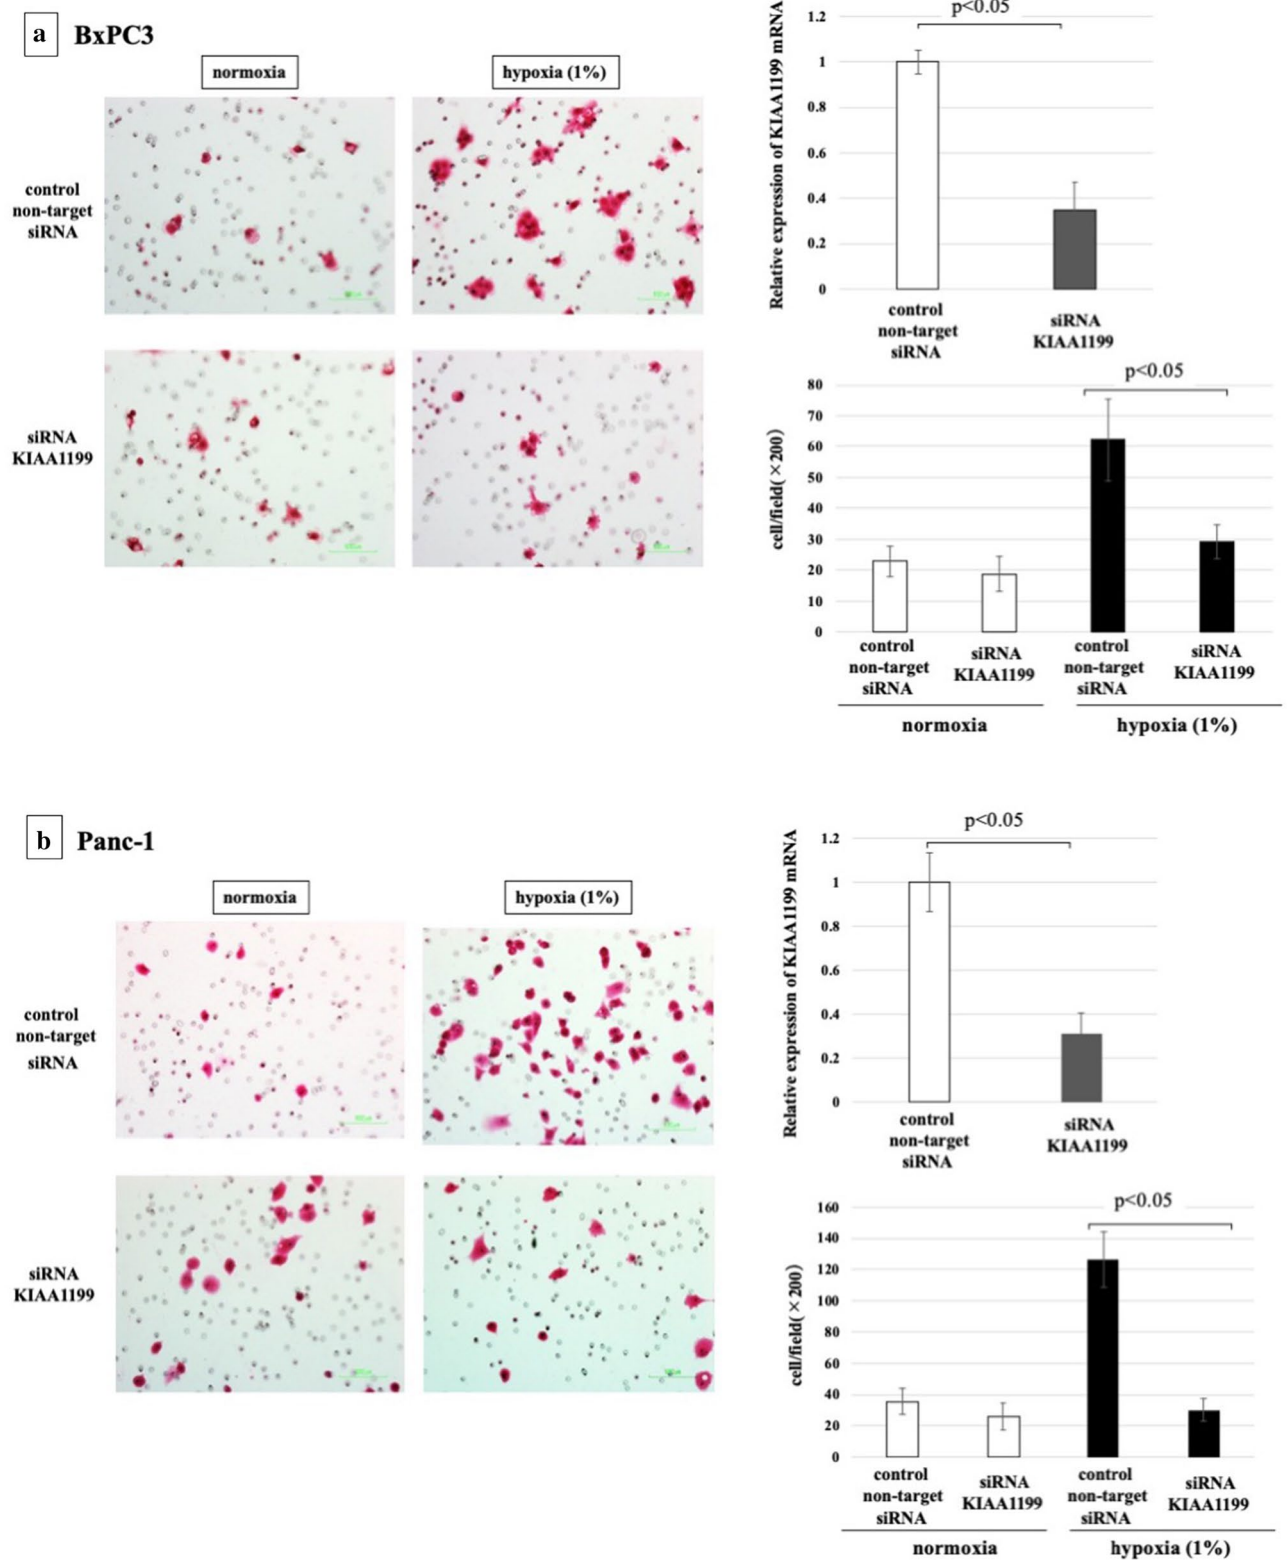 a BxPC3
normoxia
hypoxia (1%)
control
non-target
siRNA
siRNA
KIAA1199
p<0.05
Relative expression of KIAA1199 mRNA
1.2
1
0.8
0.6
0.4
0.2
0
control
non-target
siRNA
siRNA
KIAA1199
p<0.05
cell/field(×200)
80
70
60
50
40
30
20
10
0
control
non-target
siRNA
siRNA
KIAA1199
control
non-target
siRNA
siRNA
KIAA1199
normoxia
hypoxia (1%)
b Panc-1
normoxia
hypoxia (1%)
control
non-target
siRNA
siRNA
KIAA1199
p<0.05
Relative expression of KIAA1199 mRNA
1.2
1
0.8
0.6
0.4
0.2
0
control
non-target
siRNA
siRNA
KIAA1199
p<0.05
cell/field(×200)
160
140
120
100
80
60
40
20
0
control
non-target
siRNA
siRNA
KIAA1199
control
non-target
siRNA
siRNA
KIAA1199
normoxia
hypoxia (1%)